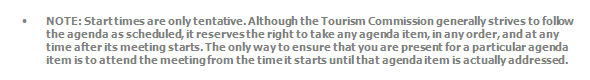 • NOTE: Start times are only tentative. Although the Tourism Commission generally strives to follow
the agenda as scheduled, it reserves the right to take any agenda item, in any order, and at any
time after its meeting starts. The only way to ensure that you are present for a particular agenda
item is to attend the meeting from the time it starts until that agenda item is actually addressed.